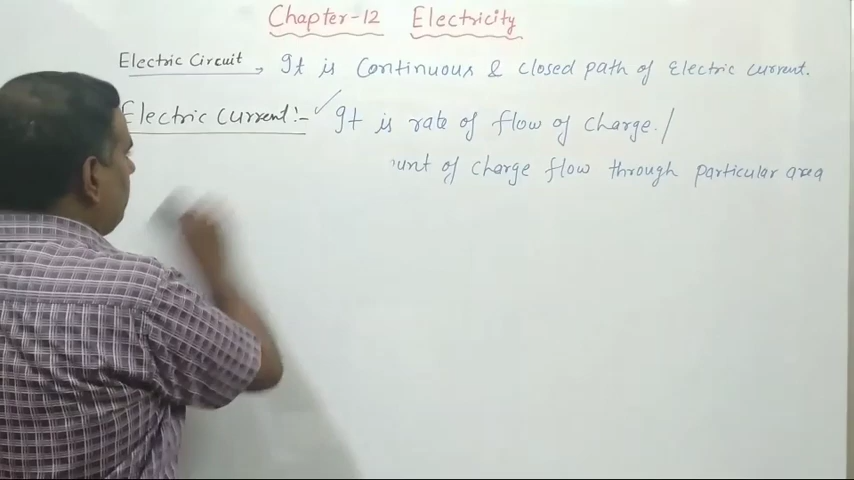 Chapter-12 Electricity
Electric Circuit → It is Continuous & closed path of Electric current.
Electric Current:- ✓ It is rate of flow of charge./
of charge flow through particular area